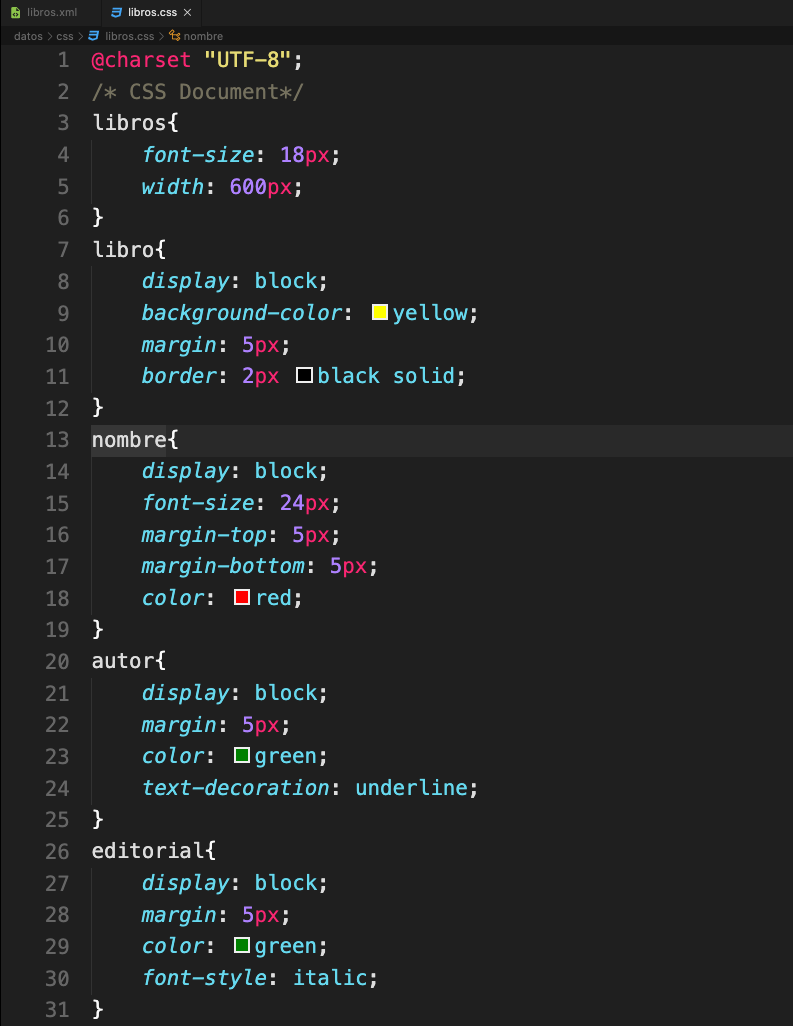 libros.xml libros.css ×
datos > css > libros.css > nombre
1 @charset "UTF-8";
2 /* CSS Document*/
3 libros{
4     font-size: 18px;
5     width: 600px;
6 }
7 libro{
8     display: block;
9     background-color: yellow;
10     margin: 5px;
11     border: 2px black solid;
12 }
13 nombre{
14     display: block;
15     font-size: 24px;
16     margin-top: 5px;
17     margin-bottom: 5px;
18     color: red;
19 }
20 autor{
21     display: block;
22     margin: 5px;
23     color: green;
24     text-decoration: underline;
25 }
26 editorial{
27     display: block;
28     margin: 5px;
29     color: green;
30     font-style: italic;
31 }